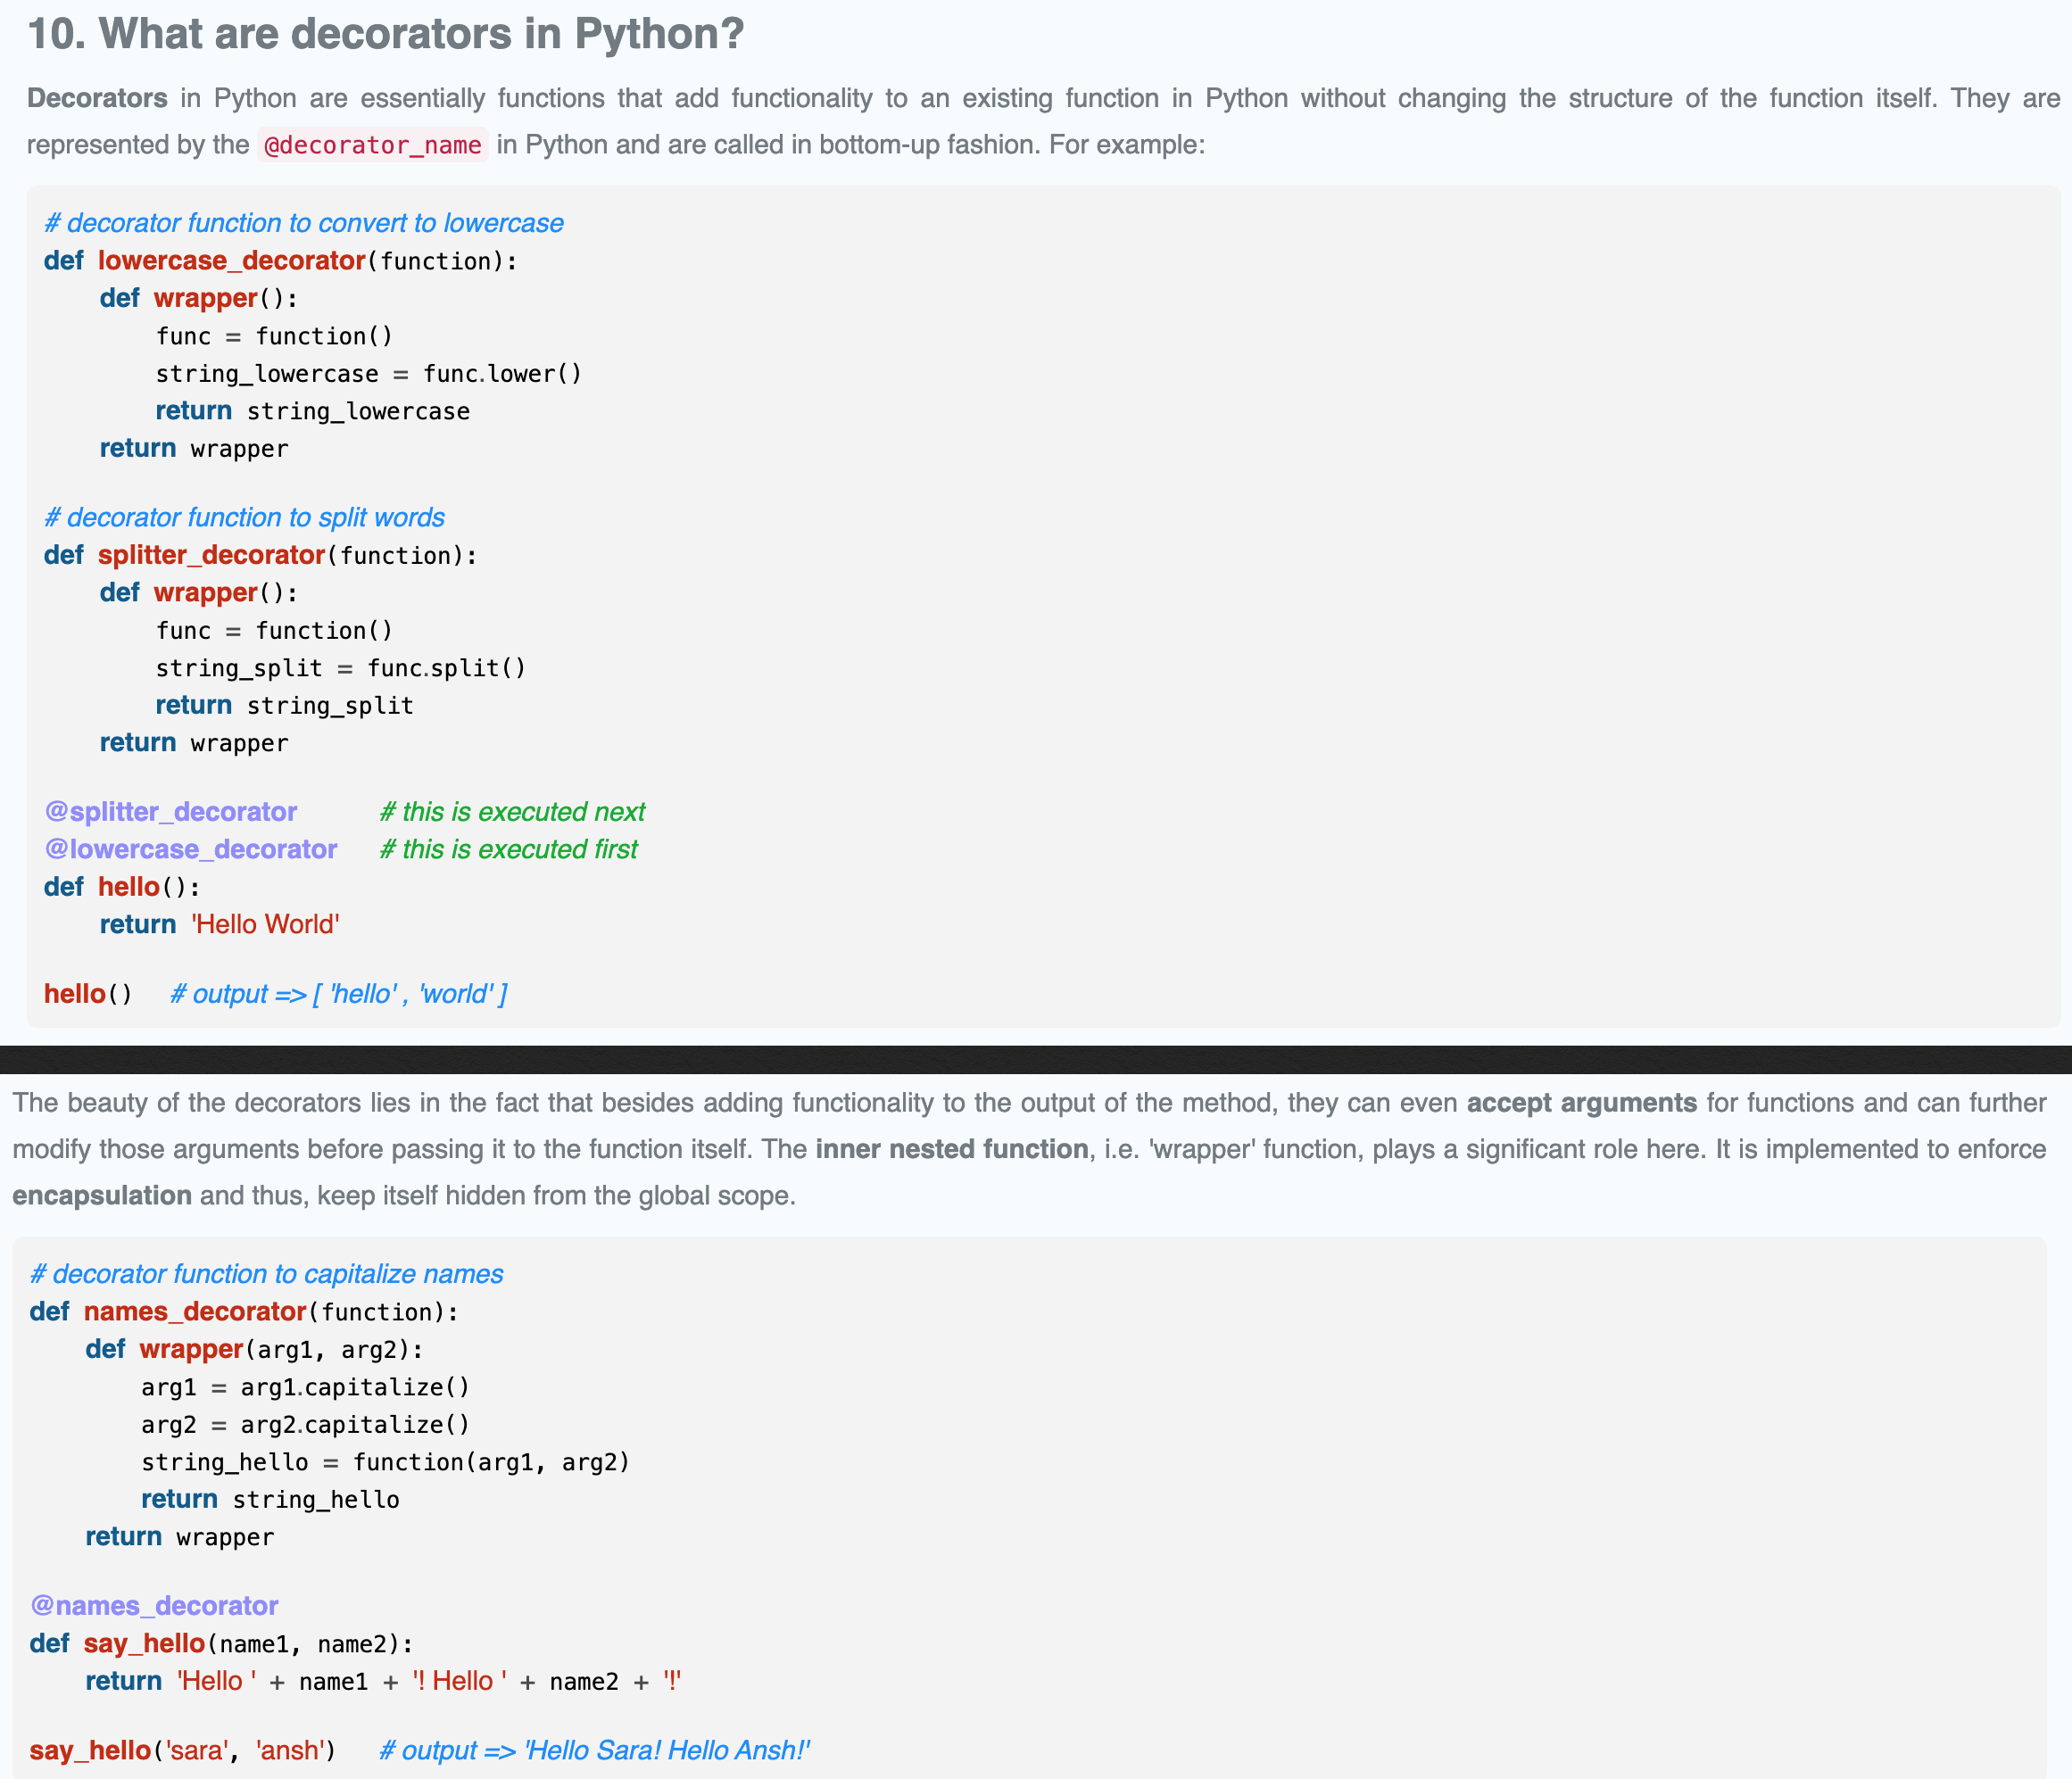 10. What are decorators in Python?
Decorators in Python are essentially functions that add functionality to an existing function in Python without changing the structure of the function itself. They are
represented by the @decorator_name in Python and are called in bottom-up fashion. For example:
# decorator function to convert to lowercase
def lowercase_decorator(function):
    def wrapper():
        func = function()
        string_lowercase = func.lower()
        return string_lowercase
    return wrapper
# decorator function to split words
def splitter_decorator(function):
    def wrapper():
        func = function()
        string_split = func.split()
        return string_split
    return wrapper
@splitter_decorator # this is executed next
@lowercase_decorator # this is executed first
def hello():
    return 'Hello World'
hello() # output => [ 'hello' , 'world' ]
The beauty of the decorators lies in the fact that besides adding functionality to the output of the method, they can even accept arguments for functions and can further
modify those arguments before passing it to the function itself. The inner nested function, i.e. 'wrapper' function, plays a significant role here. It is implemented to enforce
encapsulation and thus, keep itself hidden from the global scope.
# decorator function to capitalize names
def names_decorator(function):
    def wrapper(arg1, arg2):
        arg1 = arg1.capitalize()
        arg2 = arg2.capitalize()
        string_hello = function(arg1, arg2)
        return string_hello
    return wrapper
@names_decorator
def say_hello(name1, name2):
    return 'Hello ' + name1 + '! Hello ' + name2 + '!'
say_hello('sara', 'ansh') # output => 'Hello Sara! Hello Ansh!'